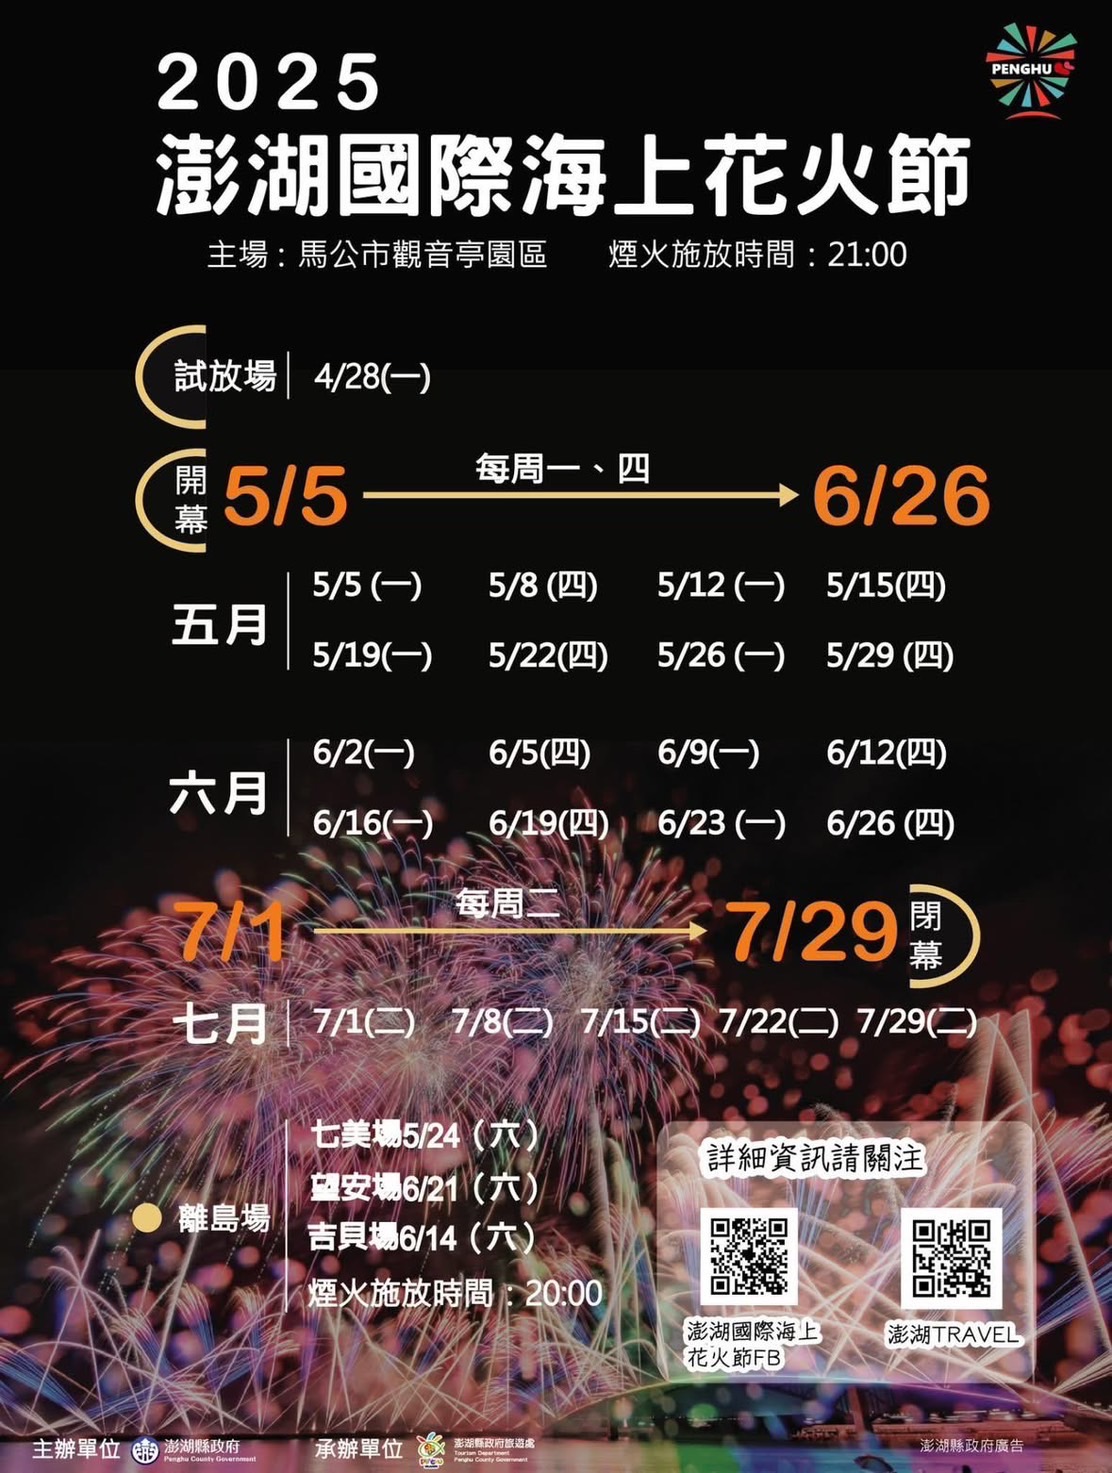 PENGHU
2025
澎湖國際海上花火節
主場：馬公市觀音亭園區 煙火施放時間：21:00
試放場 4/28(一)
開幕 5/5 每周一、四 6/26
五月
5/5 (一) 5/8 (四) 5/12 (一) 5/15(四)
5/19(一) 5/22(四) 5/26 (一) 5/29 (四)
六月
6/2(一) 6/5(四) 6/9(一) 6/12(四)
6/16(一) 6/19(四) 6/23 (一) 6/26 (四)
7/1 每周二 7/29 閉幕
七月 7/1(二) 7/8(二) 7/15(二) 7/22(二) 7/29(二)
離島場
七美場5/24（六）
望安場6/21（六）
吉貝場6/14（六）
煙火施放時間：20:00
詳細資訊請關注
澎湖國際海上
花火節FB
澎湖TRAVEL
主辦單位 澎湖縣政府
Penghu County Government
承辦單位 澎湖縣政府旅遊處
Tourism Department
Penghu County Government
澎湖縣政府廣告